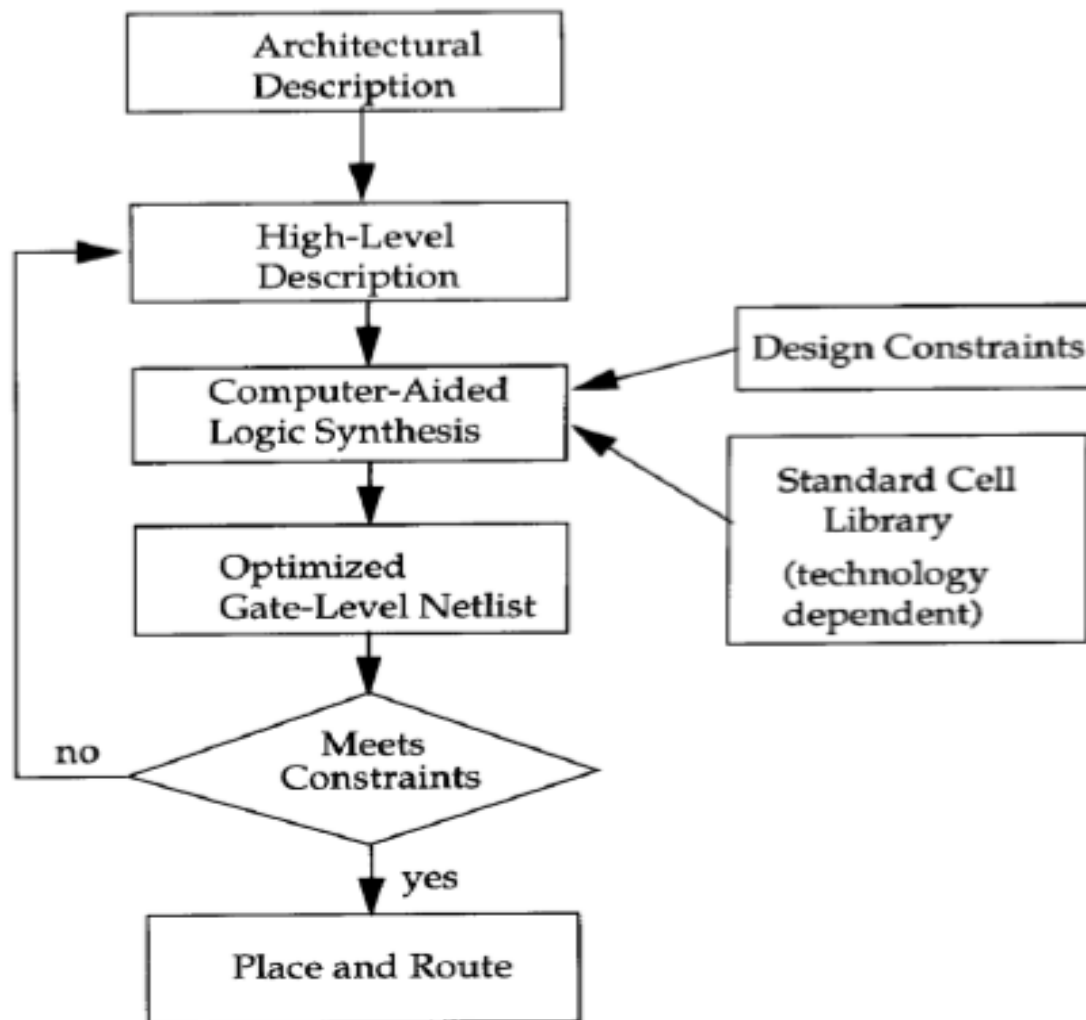 Architectural
Description
High-Level
Description
Computer-Aided
Logic Synthesis
Design Constraints
Standard Cell
Library
(technology
dependent)
Optimized
Gate-Level Netlist
Meets
Constraints
no
yes
Place and Route